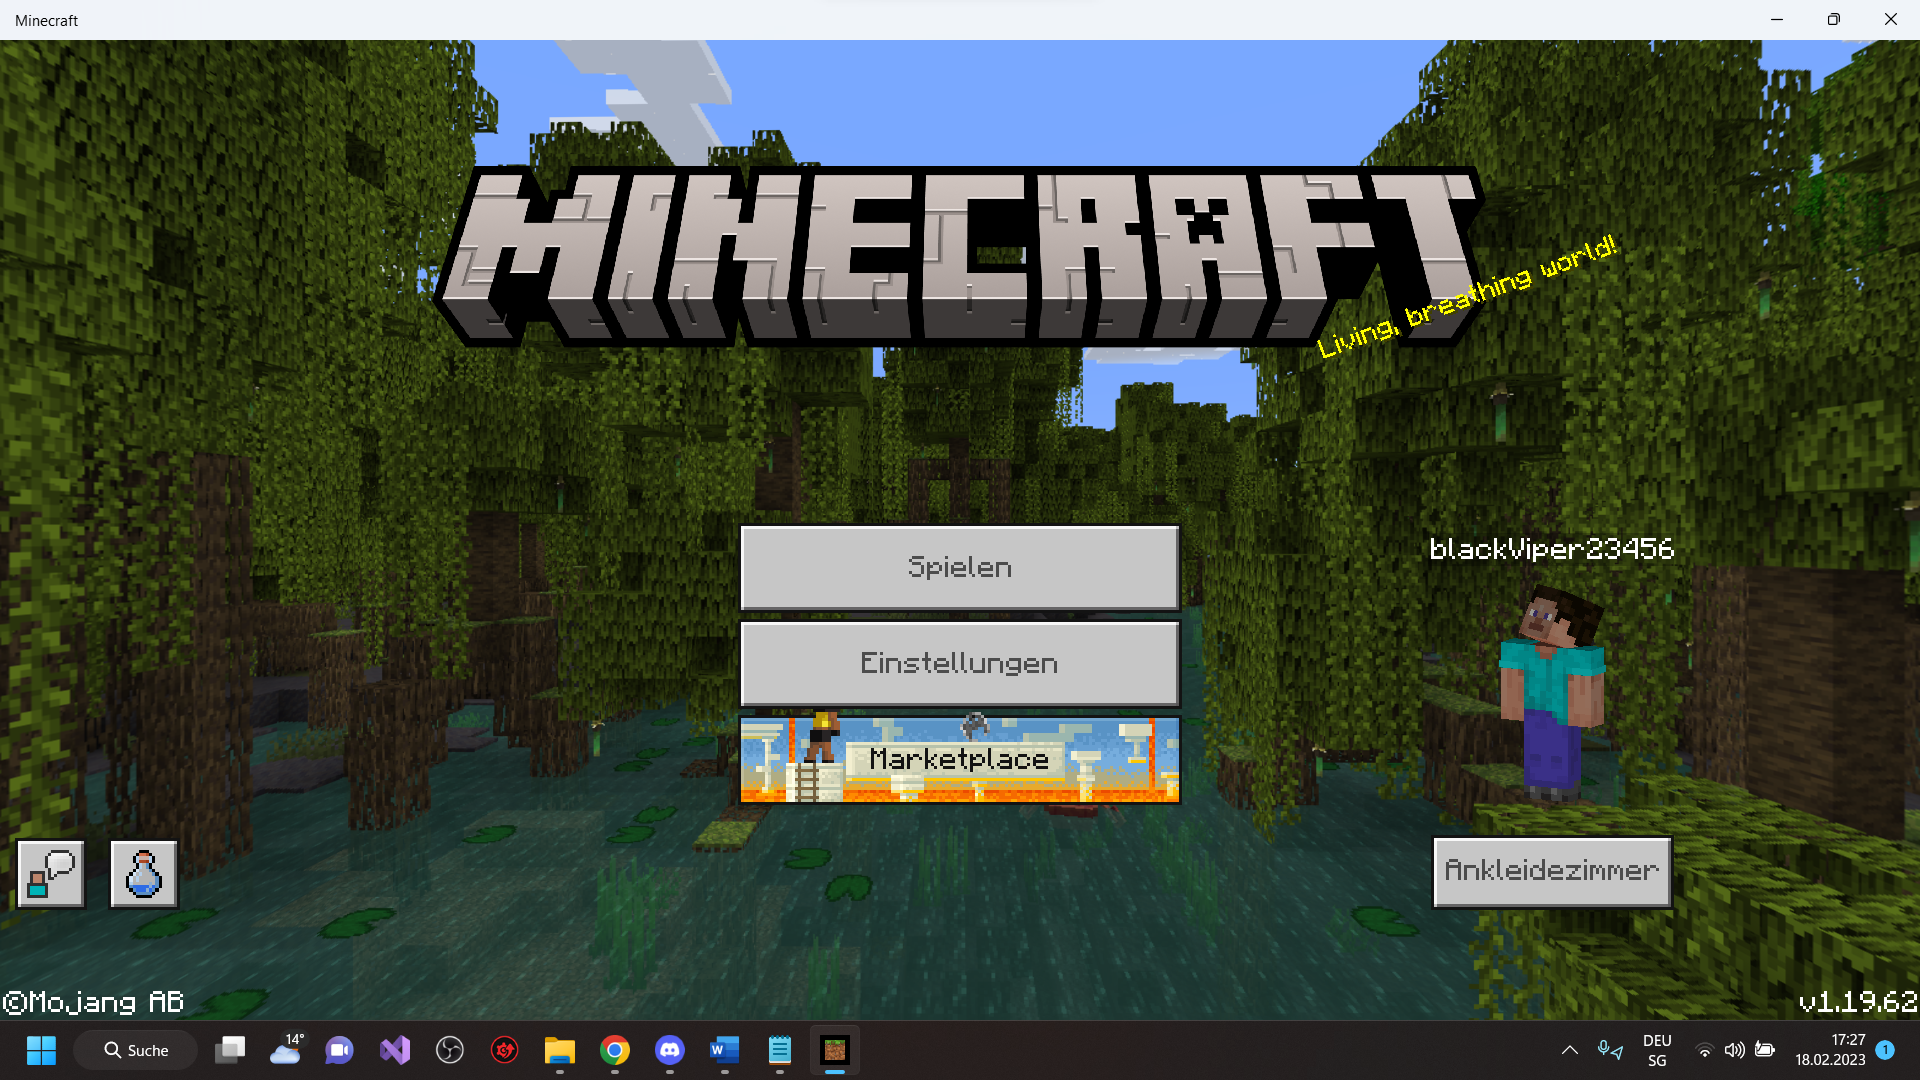 Minecraft
MINECRAFT
Living, breathing world!
Spielen
blackViper23456
Einstellungen
Marketplace
Ankleidezimmer
©Mojang AB
v1.19.62
Suche
14°
DEU
SG
17:27
18.02.2023
1